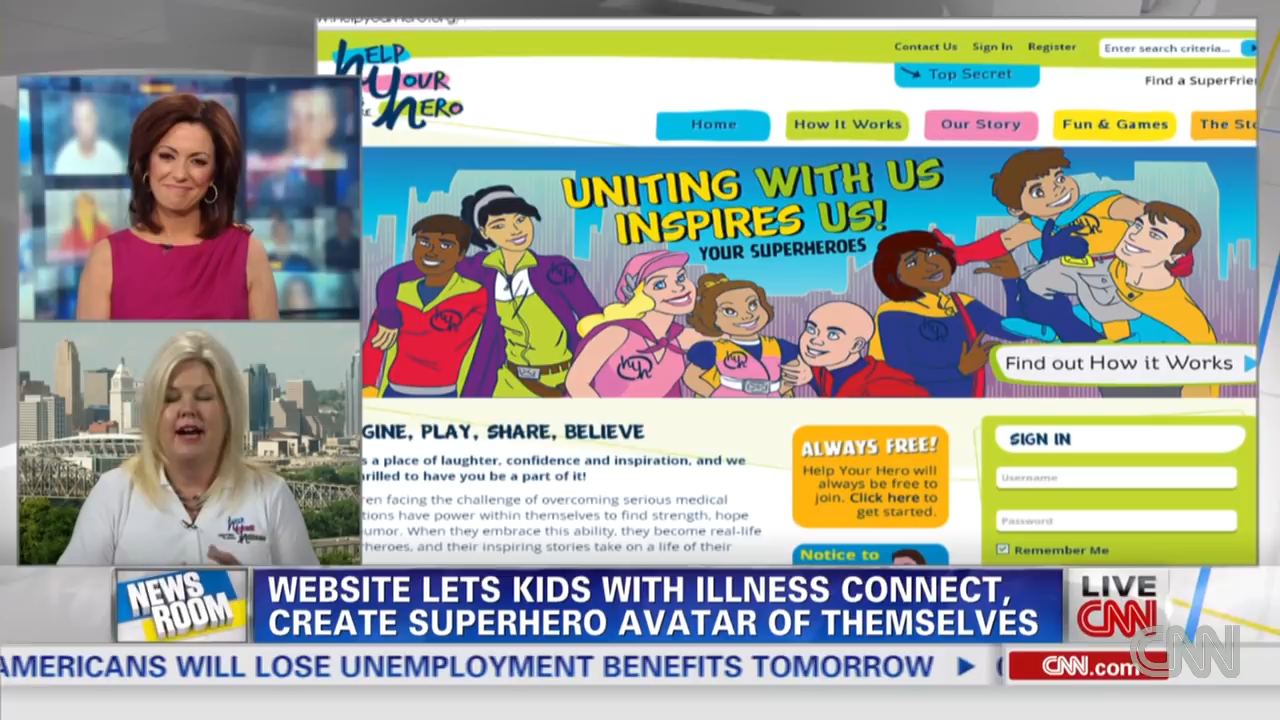 HELP
YOUR
HERO
Contact Us Sign In Register
Enter search criteria...
Top Secret
Find a SuperFrie
Home How It Works Our Story Fun & Games The Sto
UNITING WITH US
INSPIRES US!
YOUR SUPERHEROES
Find out How it Works
GINE, PLAY, SHARE, BELIEVE
s a place of laughter, confidence and inspiration, and we
rilled to have you be a part of it!
ren facing the challenge of overcoming serious medical
tions have power within themselves to find strength, hope
umor. When they embrace this ability, they become real-life
heroes, and their inspiring stories take on a life of their
ALWAYS FREE!
Help Your Hero will
always be free to
join. Click here to
get started.
Notice to
SIGN IN
Username
Password
Remember Me
NEWS
ROOM
WEBSITE LETS KIDS WITH ILLNESS CONNECT,
CREATE SUPERHERO AVATAR OF THEMSELVES
LIVE
CNN
AMERICANS WILL LOSE UNEMPLOYMENT BENEFITS TOMORROW
CNN.com
CNN